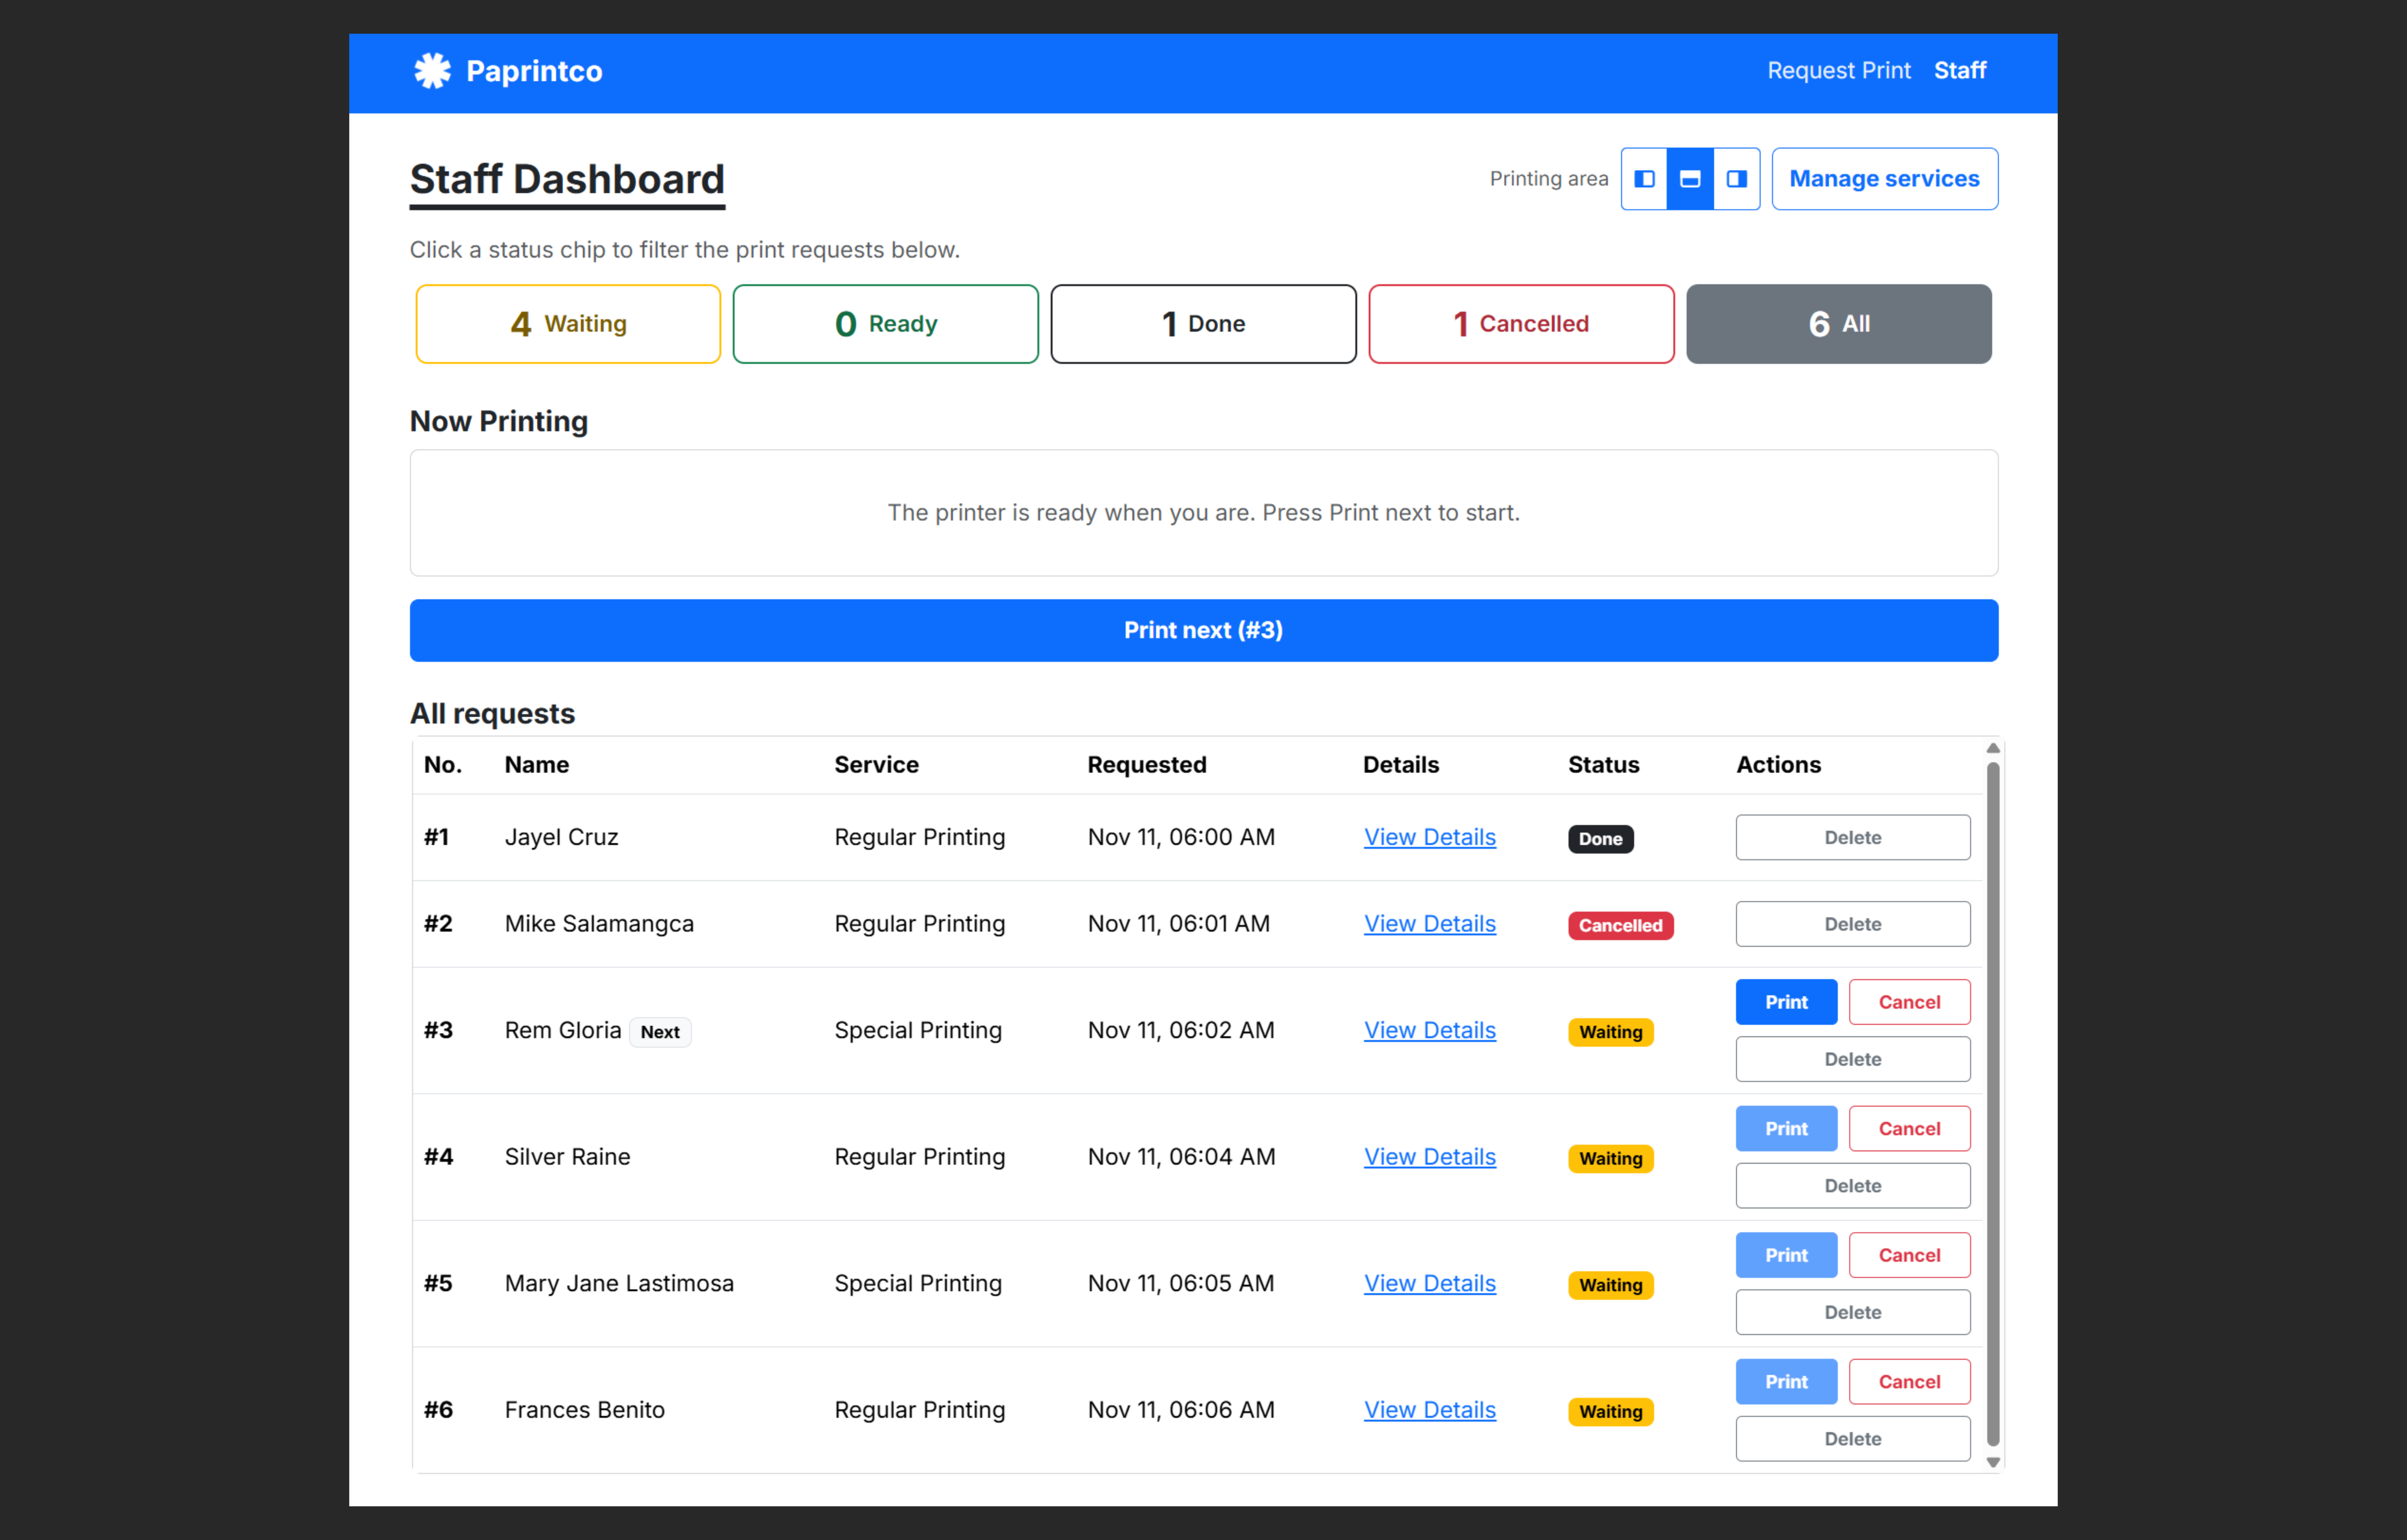 Paprintco
Request Print Staff
Staff Dashboard
Printing area
Manage services
Click a status chip to filter the print requests below.
4 Waiting
0 Ready
1 Done
1 Cancelled
6 All
Now Printing
The printer is ready when you are. Press Print next to start.
Print next (#3)
All requests
No. Name Service Requested Details Status Actions
#1 Jayel Cruz Regular Printing Nov 11, 06:00 AM View Details Done Delete
#2 Mike Salamangca Regular Printing Nov 11, 06:01 AM View Details Cancelled Delete
#3 Rem Gloria Next Special Printing Nov 11, 06:02 AM View Details Waiting Print Cancel
Delete
#4 Silver Raine Regular Printing Nov 11, 06:04 AM View Details Waiting Print Cancel
Delete
#5 Mary Jane Lastimosa Special Printing Nov 11, 06:05 AM View Details Waiting Print Cancel
Delete
#6 Frances Benito Regular Printing Nov 11, 06:06 AM View Details Waiting Print Cancel
Delete